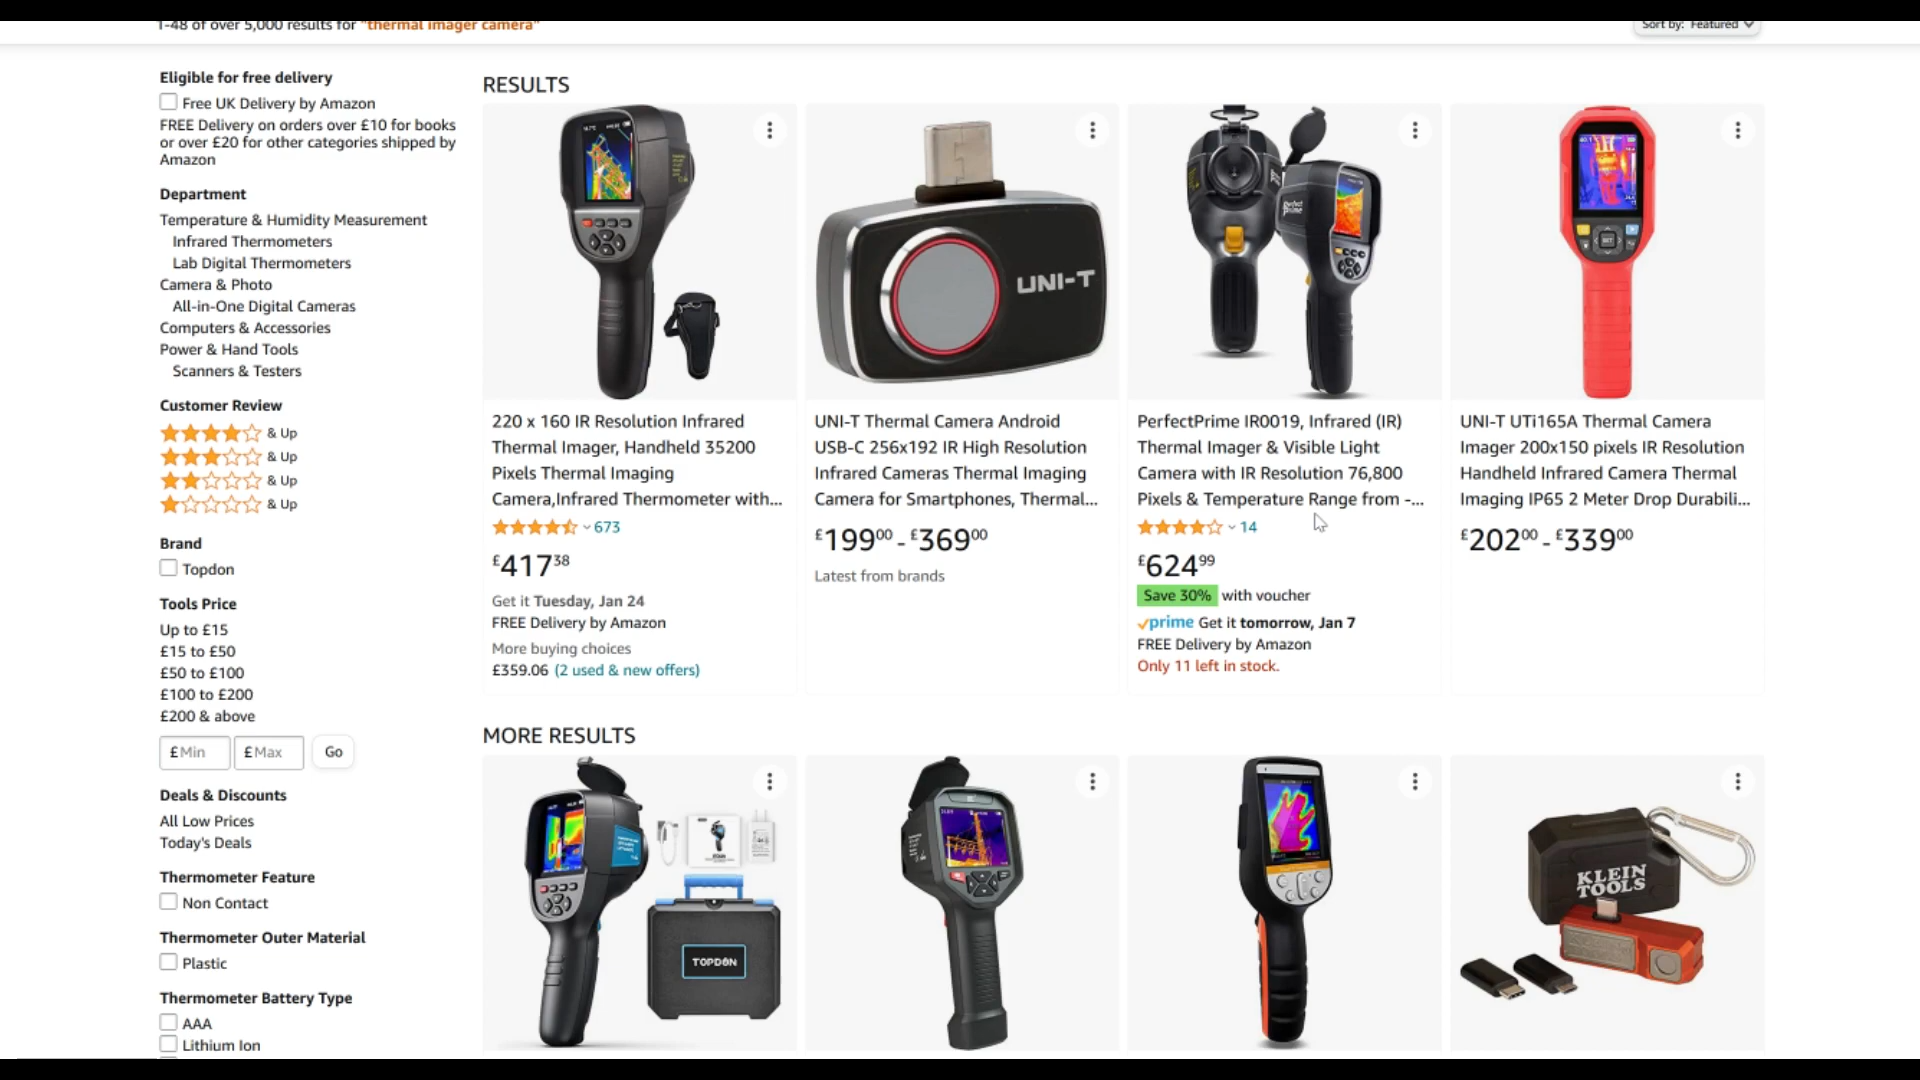 1-48 of over 5,000 results for "thermal imager camera"
Sort by: Featured
Eligible for free delivery
Free UK Delivery by Amazon
FREE Delivery on orders over £10 for books
or over £20 for other categories shipped by
Amazon
Department
Temperature & Humidity Measurement
Infrared Thermometers
Lab Digital Thermometers
Camera & Photo
All-in-One Digital Cameras
Computers & Accessories
Power & Hand Tools
Scanners & Testers
Customer Review
& Up
& Up
& Up
& Up
Brand
Topdon
Tools Price
Up to £15
£15 to £50
£50 to £100
£100 to £200
£200 & above
£ Min £ Max Go
Deals & Discounts
All Low Prices
Today's Deals
Thermometer Feature
Non Contact
Thermometer Outer Material
Plastic
Thermometer Battery Type
AAA
Lithium Ion
RESULTS
220 x 160 IR Resolution Infrared
Thermal Imager, Handheld 35200
Pixels Thermal Imaging
Camera,Infrared Thermometer with...
673
£417 38
Get it Tuesday, Jan 24
FREE Delivery by Amazon
More buying choices
£359.06 (2 used & new offers)
UNI-T
UNI-T Thermal Camera Android
USB-C 256x192 IR High Resolution
Infrared Cameras Thermal Imaging
Camera for Smartphones, Thermal...
£199 00 - £369 00
Latest from brands
Perfect
Prime
PerfectPrime IR0019, Infrared (IR)
Thermal Imager & Visible Light
Camera with IR Resolution 76,800
Pixels & Temperature Range from -...
14
£624 99
Save 30% with voucher
prime Get it tomorrow, Jan 7
FREE Delivery by Amazon
Only 11 left in stock.
SET
UNI-T UTi165A Thermal Camera
Imager 200x150 pixels IR Resolution
Handheld Infrared Camera Thermal
Imaging IP65 2 Meter Drop Durabili...
£202 00 - £339 00
MORE RESULTS
TOPDON
KLEIN
TOOLS